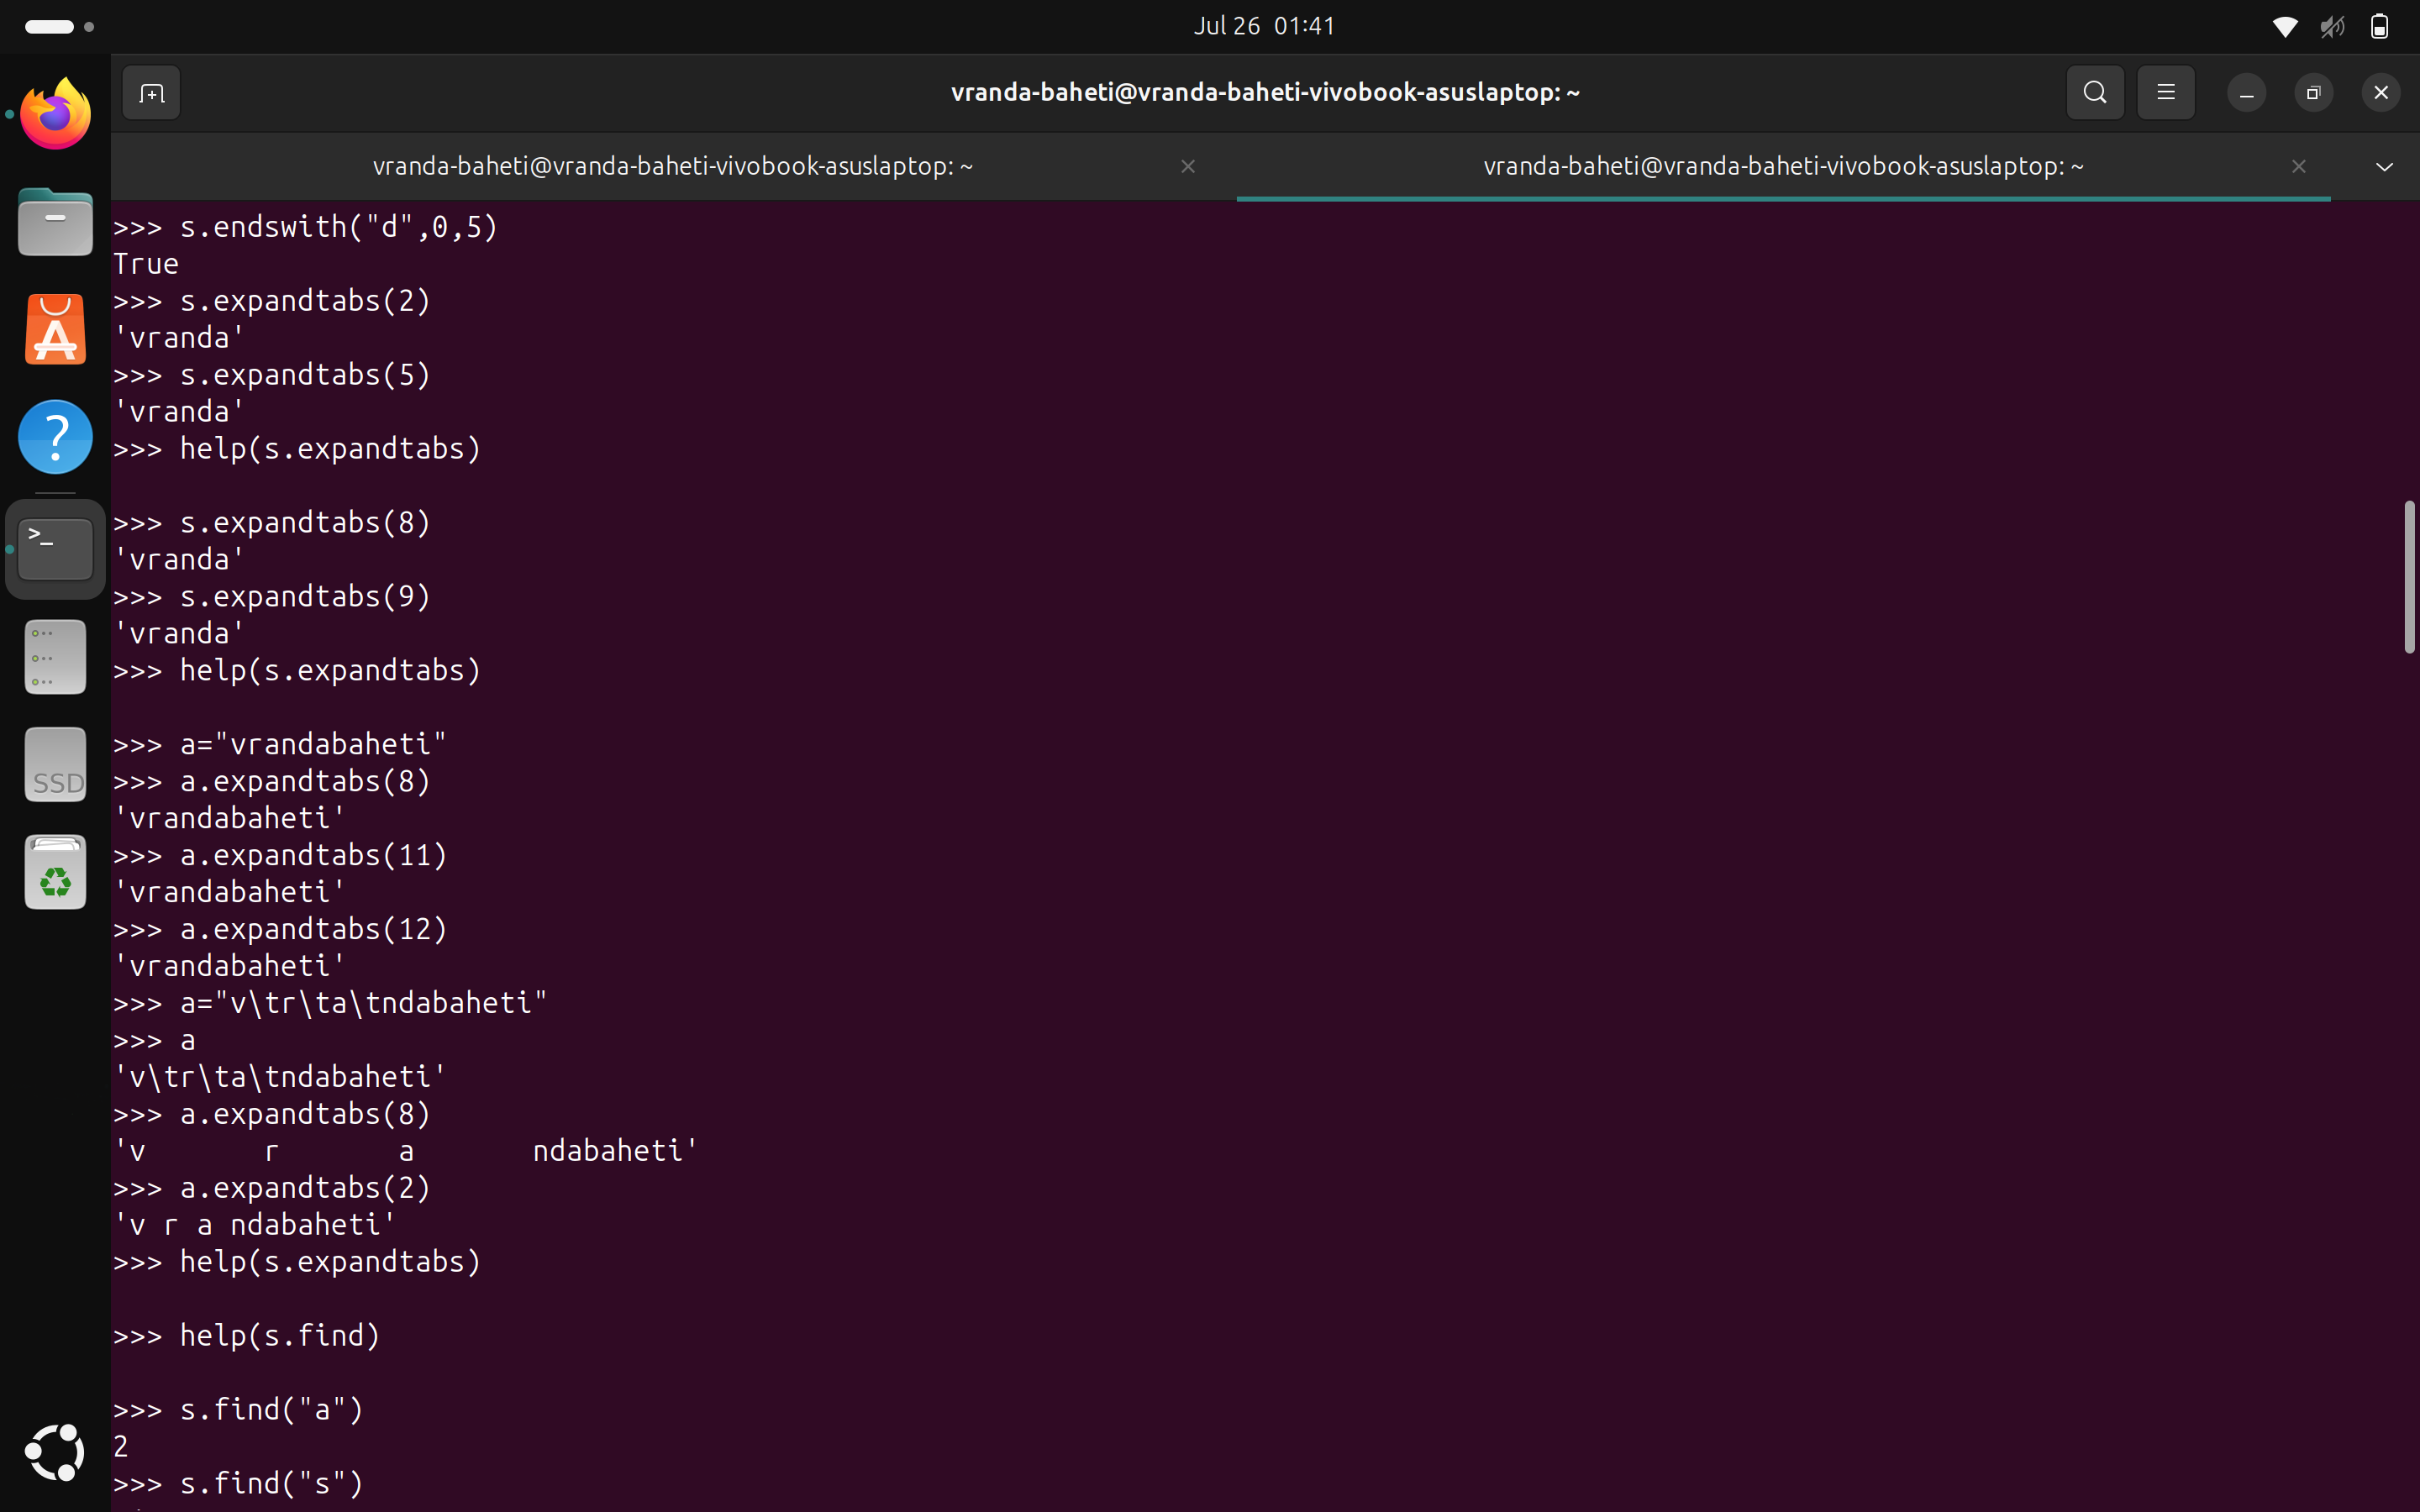 Jul 26 01:41
vranda-baheti@vranda-baheti-vivobook-asuslaptop: ~
vranda-baheti@vranda-baheti-vivobook-asuslaptop: ~
vranda-baheti@vranda-baheti-vivobook-asuslaptop: ~
>>> s.endswith("d",0,5)
True
>>> s.expandtabs(2)
'vranda'
>>> s.expandtabs(5)
'vranda'
>>> help(s.expandtabs)
>>> s.expandtabs(8)
'vranda'
>>> s.expandtabs(9)
'vranda'
>>> help(s.expandtabs)
>>> a="vrandabaheti"
>>> a.expandtabs(8)
'vrandabaheti'
>>> a.expandtabs(11)
'vrandabaheti'
>>> a.expandtabs(12)
'vrandabaheti'
>>> a="v\tr\ta\tndabaheti"
>>> a
'v\tr\ta\tndabaheti'
>>> a.expandtabs(8)
'v       r       a       ndabaheti'
>>> a.expandtabs(2)
'v r a ndabaheti'
>>> help(s.expandtabs)
>>> help(s.find)
>>> s.find("a")
2
>>> s.find("s")
>_
SSD